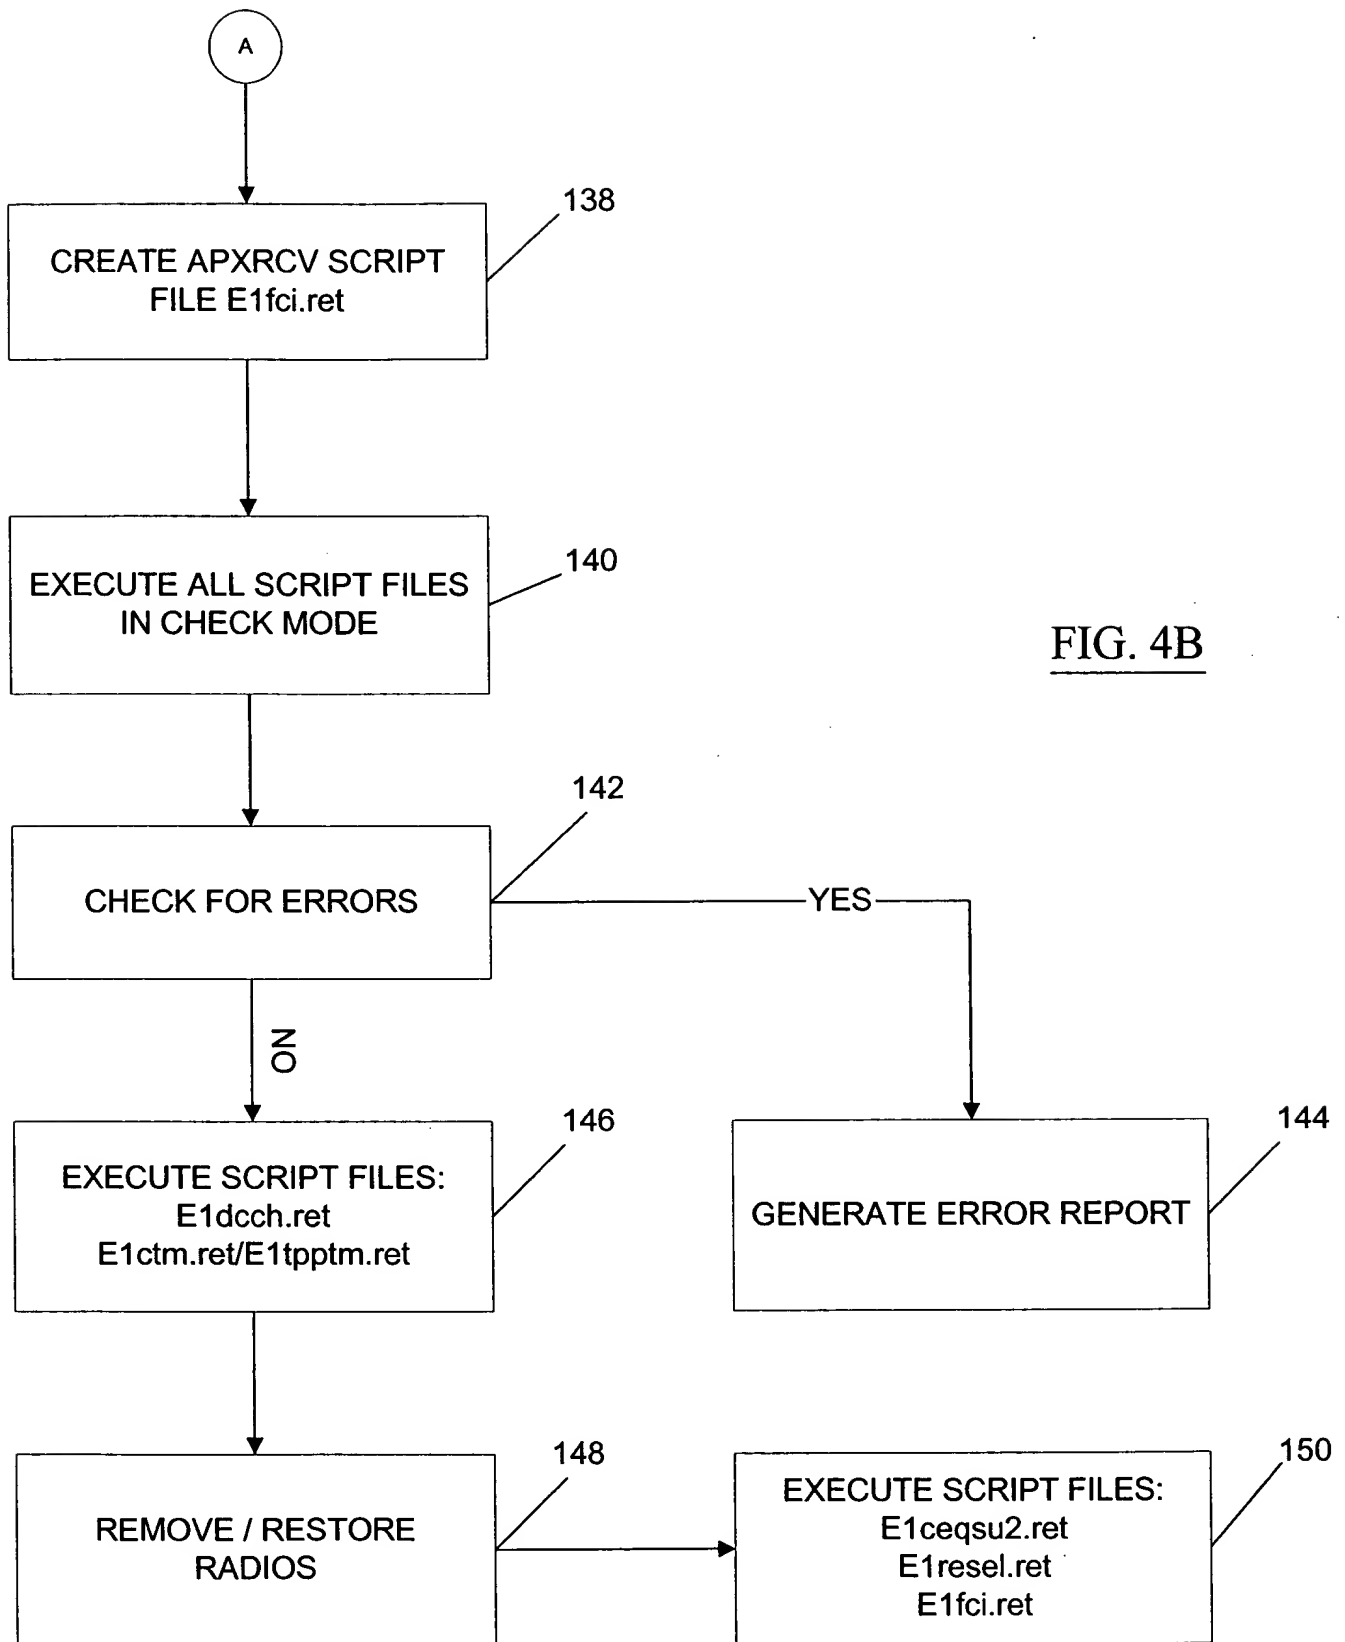 A
138
CREATE APXRCV SCRIPT
FILE E1fci.ret
140
EXECUTE ALL SCRIPT FILES
IN CHECK MODE
FIG. 4B
142
CHECK FOR ERRORS
YES
NO
146
EXECUTE SCRIPT FILES:
E1dcch.ret
E1ctm.ret/E1tpptm.ret
144
GENERATE ERROR REPORT
148
REMOVE / RESTORE
RADIOS
150
EXECUTE SCRIPT FILES:
E1ceqsu2.ret
E1resel.ret
E1fci.ret